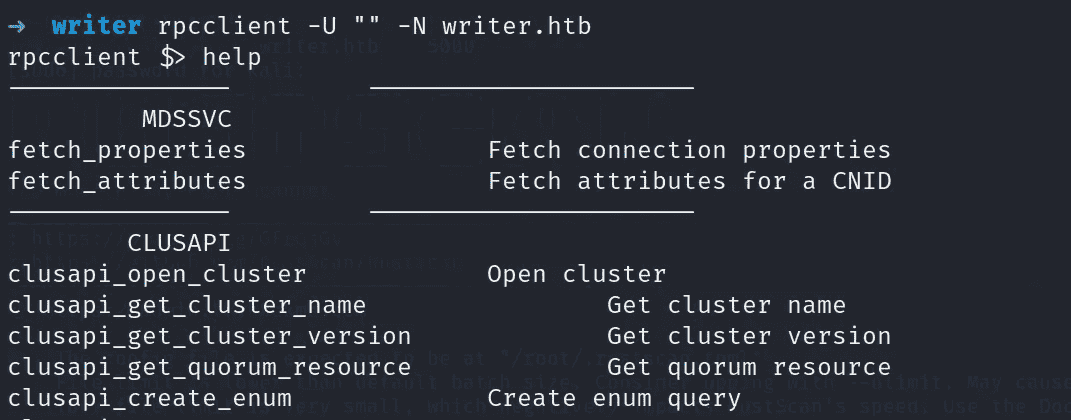 → writer rpcclient -U "" -N writer.htb
rpcclient $> help
MDSSVC
fetch_properties Fetch connection properties
fetch_attributes Fetch attributes for a CNID
CLUSAPI
clusapi_open_cluster Open cluster
clusapi_get_cluster_name Get cluster name
clusapi_get_cluster_version Get cluster version
clusapi_get_quorum_resource Get quorum resource
clusapi_create_enum Create enum query